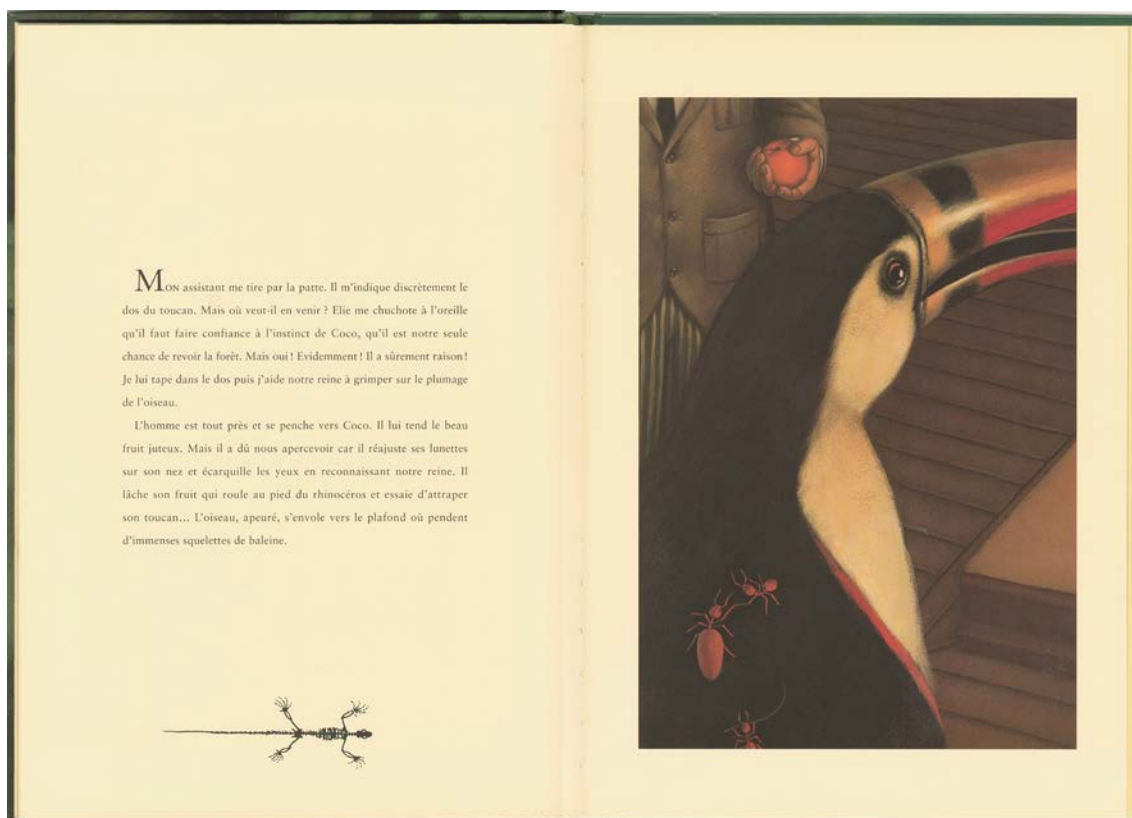 MON assistant me tire par la patte. Il m'indique discrètement le
dos du toucan. Mais où veut-il en venir ? Elie me chuchote à l'oreille
qu'il faut faire confiance à l'instinct de Coco, qu'il est notre seule
chance de revoir la forêt. Mais oui ! Evidemment ! Il a sûrement raison !
Je lui tape dans le dos puis j'aide notre reine à grimper sur le plumage
de l'oiseau.
L'homme est tout près et se penche vers Coco. Il lui tend le beau
fruit juteux. Mais il a dû nous apercevoir car il réajuste ses lunettes
sur son nez et écarquille les yeux en reconnaissant notre reine. Il
lâche son fruit qui roule au pied du rhinocéros et essaie d'attraper
son toucan... L'oiseau, apeuré, s'envole vers le plafond où pendent
d'immenses squelettes de baleine.